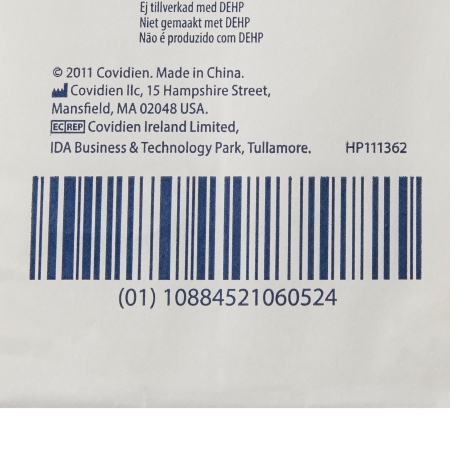 Ej tillverkad med DEHP
Niet gemaakt met DEHP
Não é produzido com DEHP
© 2011 Covidien. Made in China.
Covidien llc, 15 Hampshire Street,
Mansfield, MA 02048 USA.
EC REP Covidien Ireland Limited,
IDA Business & Technology Park, Tullamore. HP111362
(01) 10884521060524